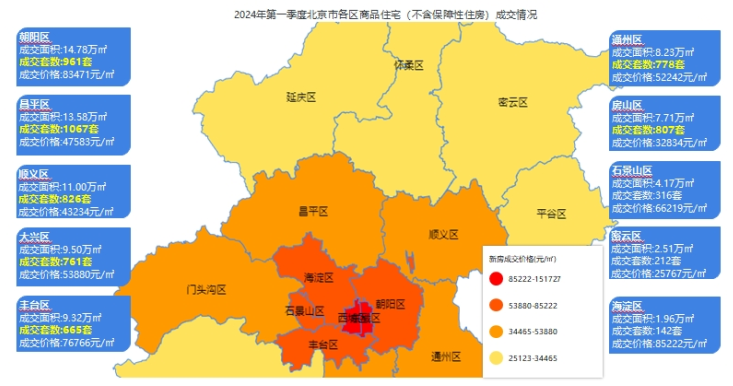 2024年第一季度北京市各区商品住宅（不含保障性住房）成交情况
朝阳区
成交面积:14.78万㎡
成交套数:961套
成交价格:83471元/㎡
昌平区
成交面积:13.58万㎡
成交套数:1067套
成交价格:47583元/㎡
顺义区
成交面积:11.00万㎡
成交套数:826套
成交价格:43234元/㎡
大兴区
成交面积:9.50万㎡
成交套数:761套
成交价格:53880元/㎡
丰台区
成交面积:9.32万㎡
成交套数:665套
成交价格:76766元/㎡
怀柔区
延庆区
密云区
昌平区
顺义区
平谷区
门头沟区
海淀区
石景山区
朝阳区
丰台区
通州区
新房成交价格(元/㎡)
85222-151727
53880-85222
34465-53880
25123-34465
通州区
成交面积:8.23万㎡
成交套数:778套
成交价格:52242元/㎡
房山区
成交面积:7.71万㎡
成交套数:807套
成交价格:32834元/㎡
石景山区
成交面积:4.17万㎡
成交套数:316套
成交价格:66219元/㎡
密云区
成交面积:2.51万㎡
成交套数:212套
成交价格:25767元/㎡
海淀区
成交面积:1.96万㎡
成交套数:142套
成交价格:85222元/㎡